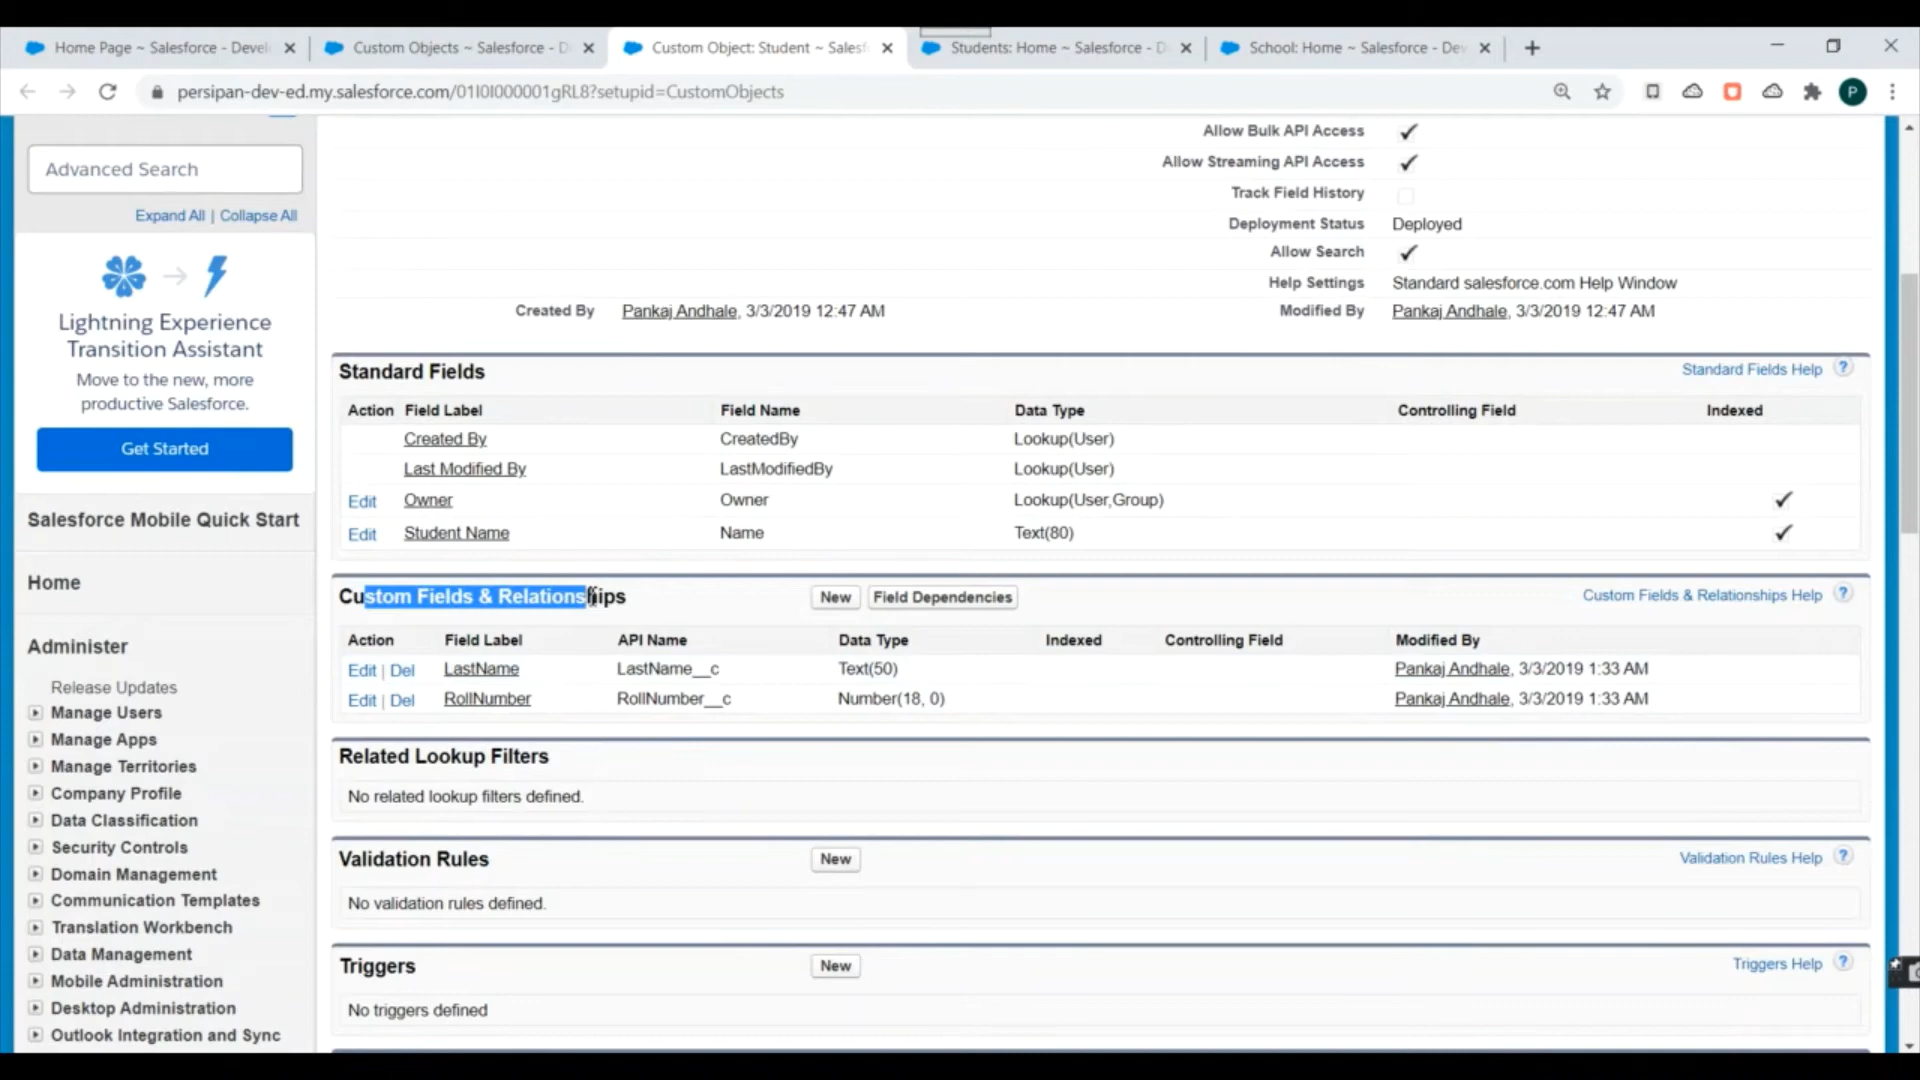 Home Page ~ Salesforce - Devel
Custom Objects ~ Salesforce - D
Custom Object: Student ~ Salesf
Students: Home ~ Salesforce - D
School: Home ~ Salesforce - Dev
persipan-dev-ed.my.salesforce.com/01I0I000001gRL8?setupid=CustomObjects
P
Advanced Search
Expand All | Collapse All
Lightning Experience
Transition Assistant
Move to the new, more
productive Salesforce.
Get Started
Salesforce Mobile Quick Start
Home
Administer
Release Updates
Manage Users
Manage Apps
Manage Territories
Company Profile
Data Classification
Security Controls
Domain Management
Communication Templates
Translation Workbench
Data Management
Mobile Administration
Desktop Administration
Outlook Integration and Sync
Allow Bulk API Access
Allow Streaming API Access
Track Field History
Deployment Status Deployed
Allow Search
Help Settings Standard salesforce.com Help Window
Created By Pankaj Andhale, 3/3/2019 12:47 AM Modified By Pankaj Andhale, 3/3/2019 12:47 AM
Standard Fields Standard Fields Help ?
Action Field Label Field Name Data Type Controlling Field Indexed
Created By CreatedBy Lookup(User)
Last Modified By LastModifiedBy Lookup(User)
Edit Owner Owner Lookup(User,Group)
Edit Student Name Name Text(80)
Custom Fields & Relationships New Field Dependencies Custom Fields & Relationships Help ?
Action Field Label API Name Data Type Indexed Controlling Field Modified By
Edit | Del LastName LastName__c Text(50) Pankaj Andhale, 3/3/2019 1:33 AM
Edit | Del RollNumber RollNumber__c Number(18, 0) Pankaj Andhale, 3/3/2019 1:33 AM
Related Lookup Filters
No related lookup filters defined.
Validation Rules New Validation Rules Help ?
No validation rules defined.
Triggers New Triggers Help ?
No triggers defined